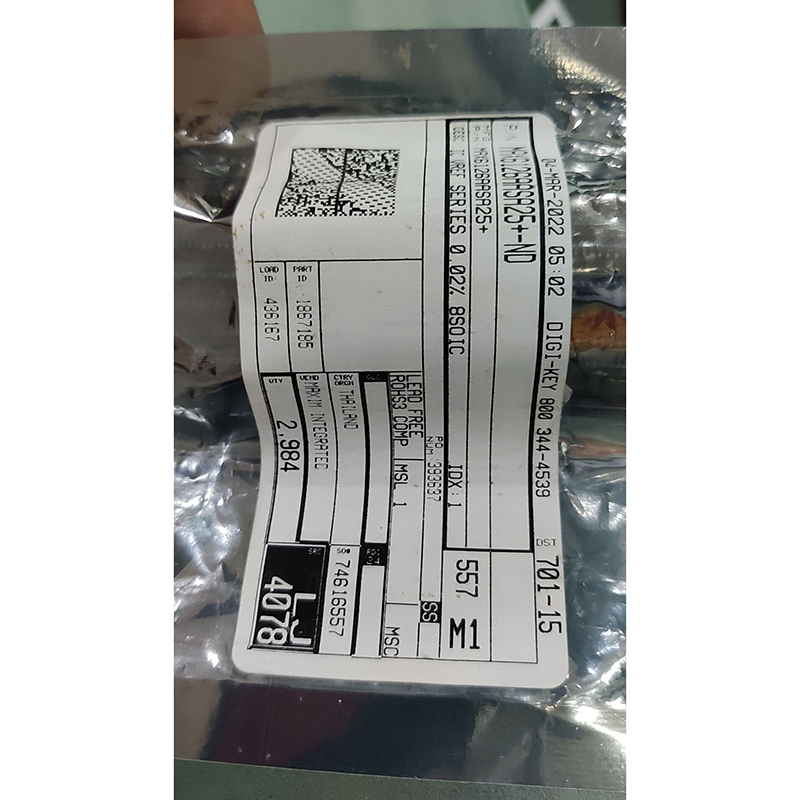 04-MAR-2022 05:02 DIGI-KEY 800 344-4539
DST 701-15
P/N MAX6126AASA25+-ND
MFG P/N MAX6126AASA25+
DESC IC VREF SERIES 0.02% 8SOIC
IDX: 1
557
M1
PO NUM 393687
SS
LEAD FREE
ROHS3 COMP
MSL 1
MSC
CTRY ORGN THAILAND
SO# 74616557
PART ID 1867195
VEND MAXIM INTEGRATED
LOAD ID 436167
QTY 2,984
SRC
LJ
4078